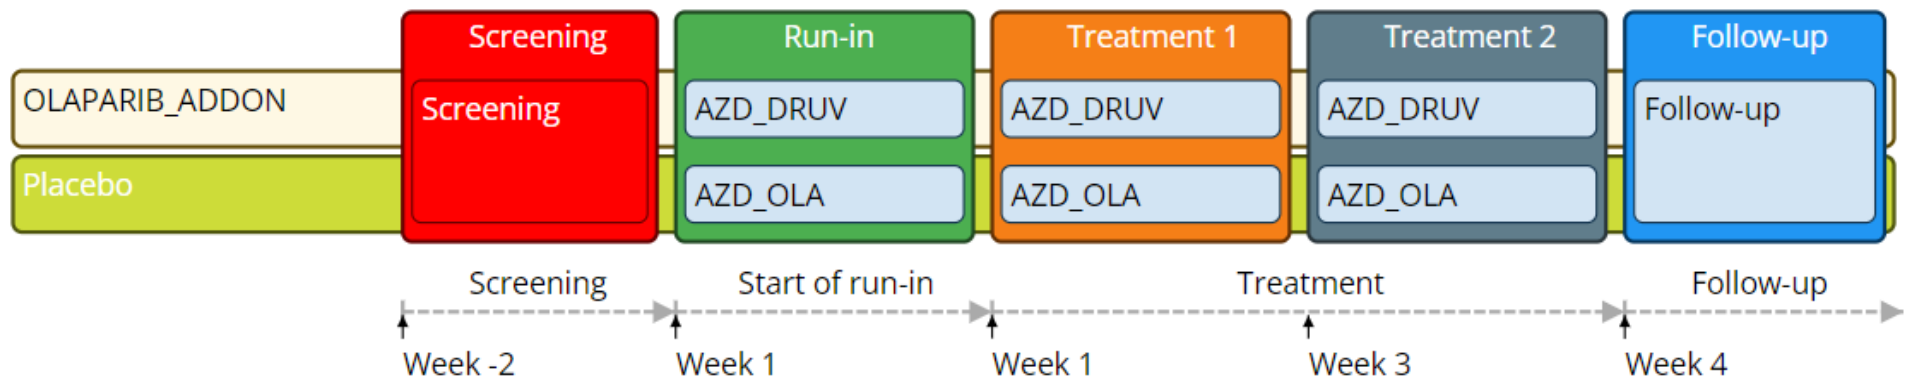 Screening
Run-in
Treatment 1
Treatment 2
Follow-up
OLAPARIB_ADDON
Screening
AZD_DRUV
AZD_DRUV
AZD_DRUV
Follow-up
Placebo
AZD_OLA
AZD_OLA
AZD_OLA
Screening
Start of run-in
Treatment
Follow-up
Week -2
Week 1
Week 1
Week 3
Week 4